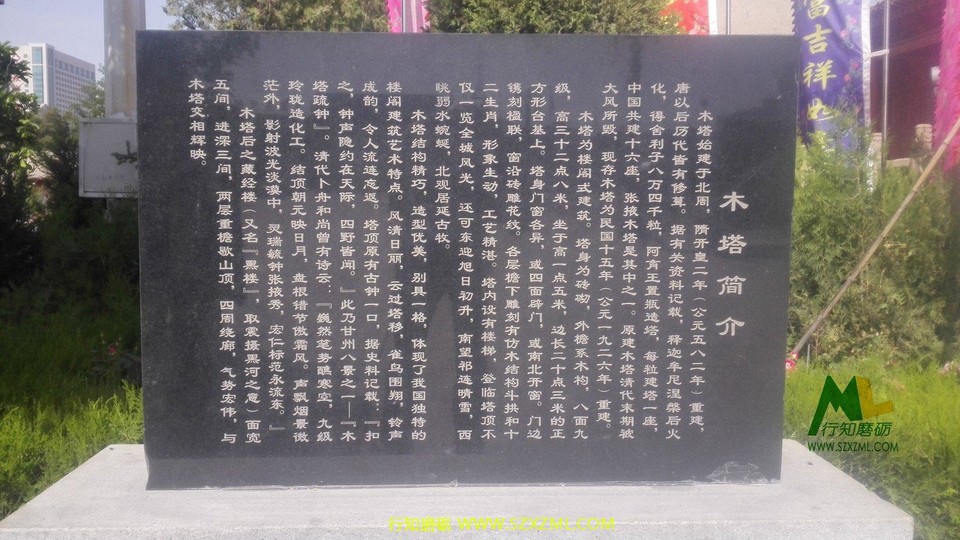 木塔简介
木塔始建于北周，隋开皇二年（公元五八二年）重建，
唐以后历代皆有修葺。据有关资料记载，释迦牟尼涅槃后火
化，得舍利子八万四千粒，阿育王置瓶造塔，每粒建塔一座，
中国共建十六座，张掖木塔是其中之一。原建木塔清代末期被
大风所毁，现存木塔为民国十五年（公元一九二六年）重建。
木塔为楼阁式建筑。塔身为砖砌，外檐系木构，八面九
级，高三十二点八米，坐于高一点五米，边长二十点三米的正
方形台基上。塔身门窗各异，或四面辟门，或南北开窗。门边
镌刻楹联，窗沿砖雕花线。各层檐下雕刻有仿木结构斗拱和十
二生肖，形象生动，工艺精湛。塔内设有楼梯，登临塔顶不
仅一览全城风光，还可东迎旭日初升，南望祁连晴雪，西
眺弱水蜿蜒，北观居延古牧。
木塔结构精巧，造型优美，别具一格，体现了我国独特的
楼阁建筑艺术特点。风清日丽，云过塔移，雀鸟围翔，铃声
成韵，令人流连忘返。塔顶原有古钟一口，据史料记载：『扣
之，钟声隐约在天际，四野皆闻。』此乃甘州八景之一——『木
塔疏钟』。清代卜舟和尚曾有诗云：『巍然笔势醮寒空，九级
玲珑造化工。结顶朝元映日月，盘根错节傲霜风。声飘烟景微
茫外，影射波光淡漠中，灵瑞毓钟张掖秀，宏仁标范永流东。』
木塔后之藏经楼（又名『黑楼』，取震摄黑河之意）面宽
五间，进深三间，两层重檐歇山顶，四周绕廊，气势宏伟，与
木塔交相辉映。
富吉祥如
ML
行知磨砺
WWW.SZXZML.COM
行知磨砺 WWW.SZXZML.COM